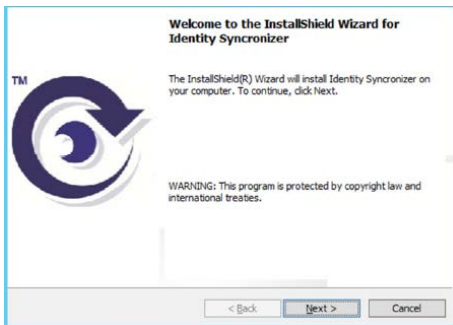 Welcome to the InstallShield Wizard for
Identity Syncronizer
TM
The InstallShield(R) Wizard will install Identity Syncronizer on
your computer. To continue, click Next.
WARNING: This program is protected by copyright law and
international treaties.
< Back
Next >
Cancel